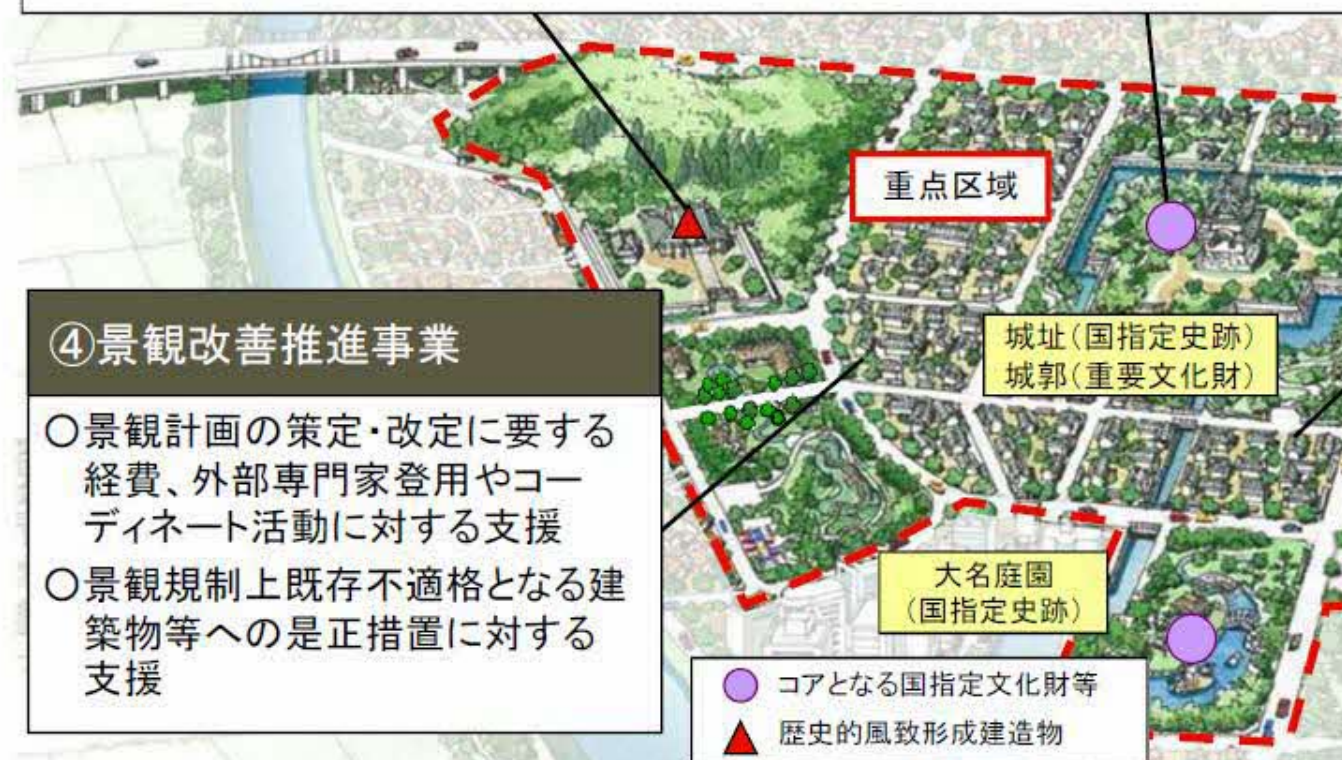 重点区域
城址(国指定史跡)
城郭(重要文化財)
④景観改善推進事業
〇景観計画の策定・改定に要する
経費、外部専門家登用やコー
ディネート活動に対する支援
〇景観規制上既存不適格となる建
築物等への是正措置に対する
支援
大名庭園
(国指定史跡)
コアとなる国指定文化財等
歴史的風致形成建造物